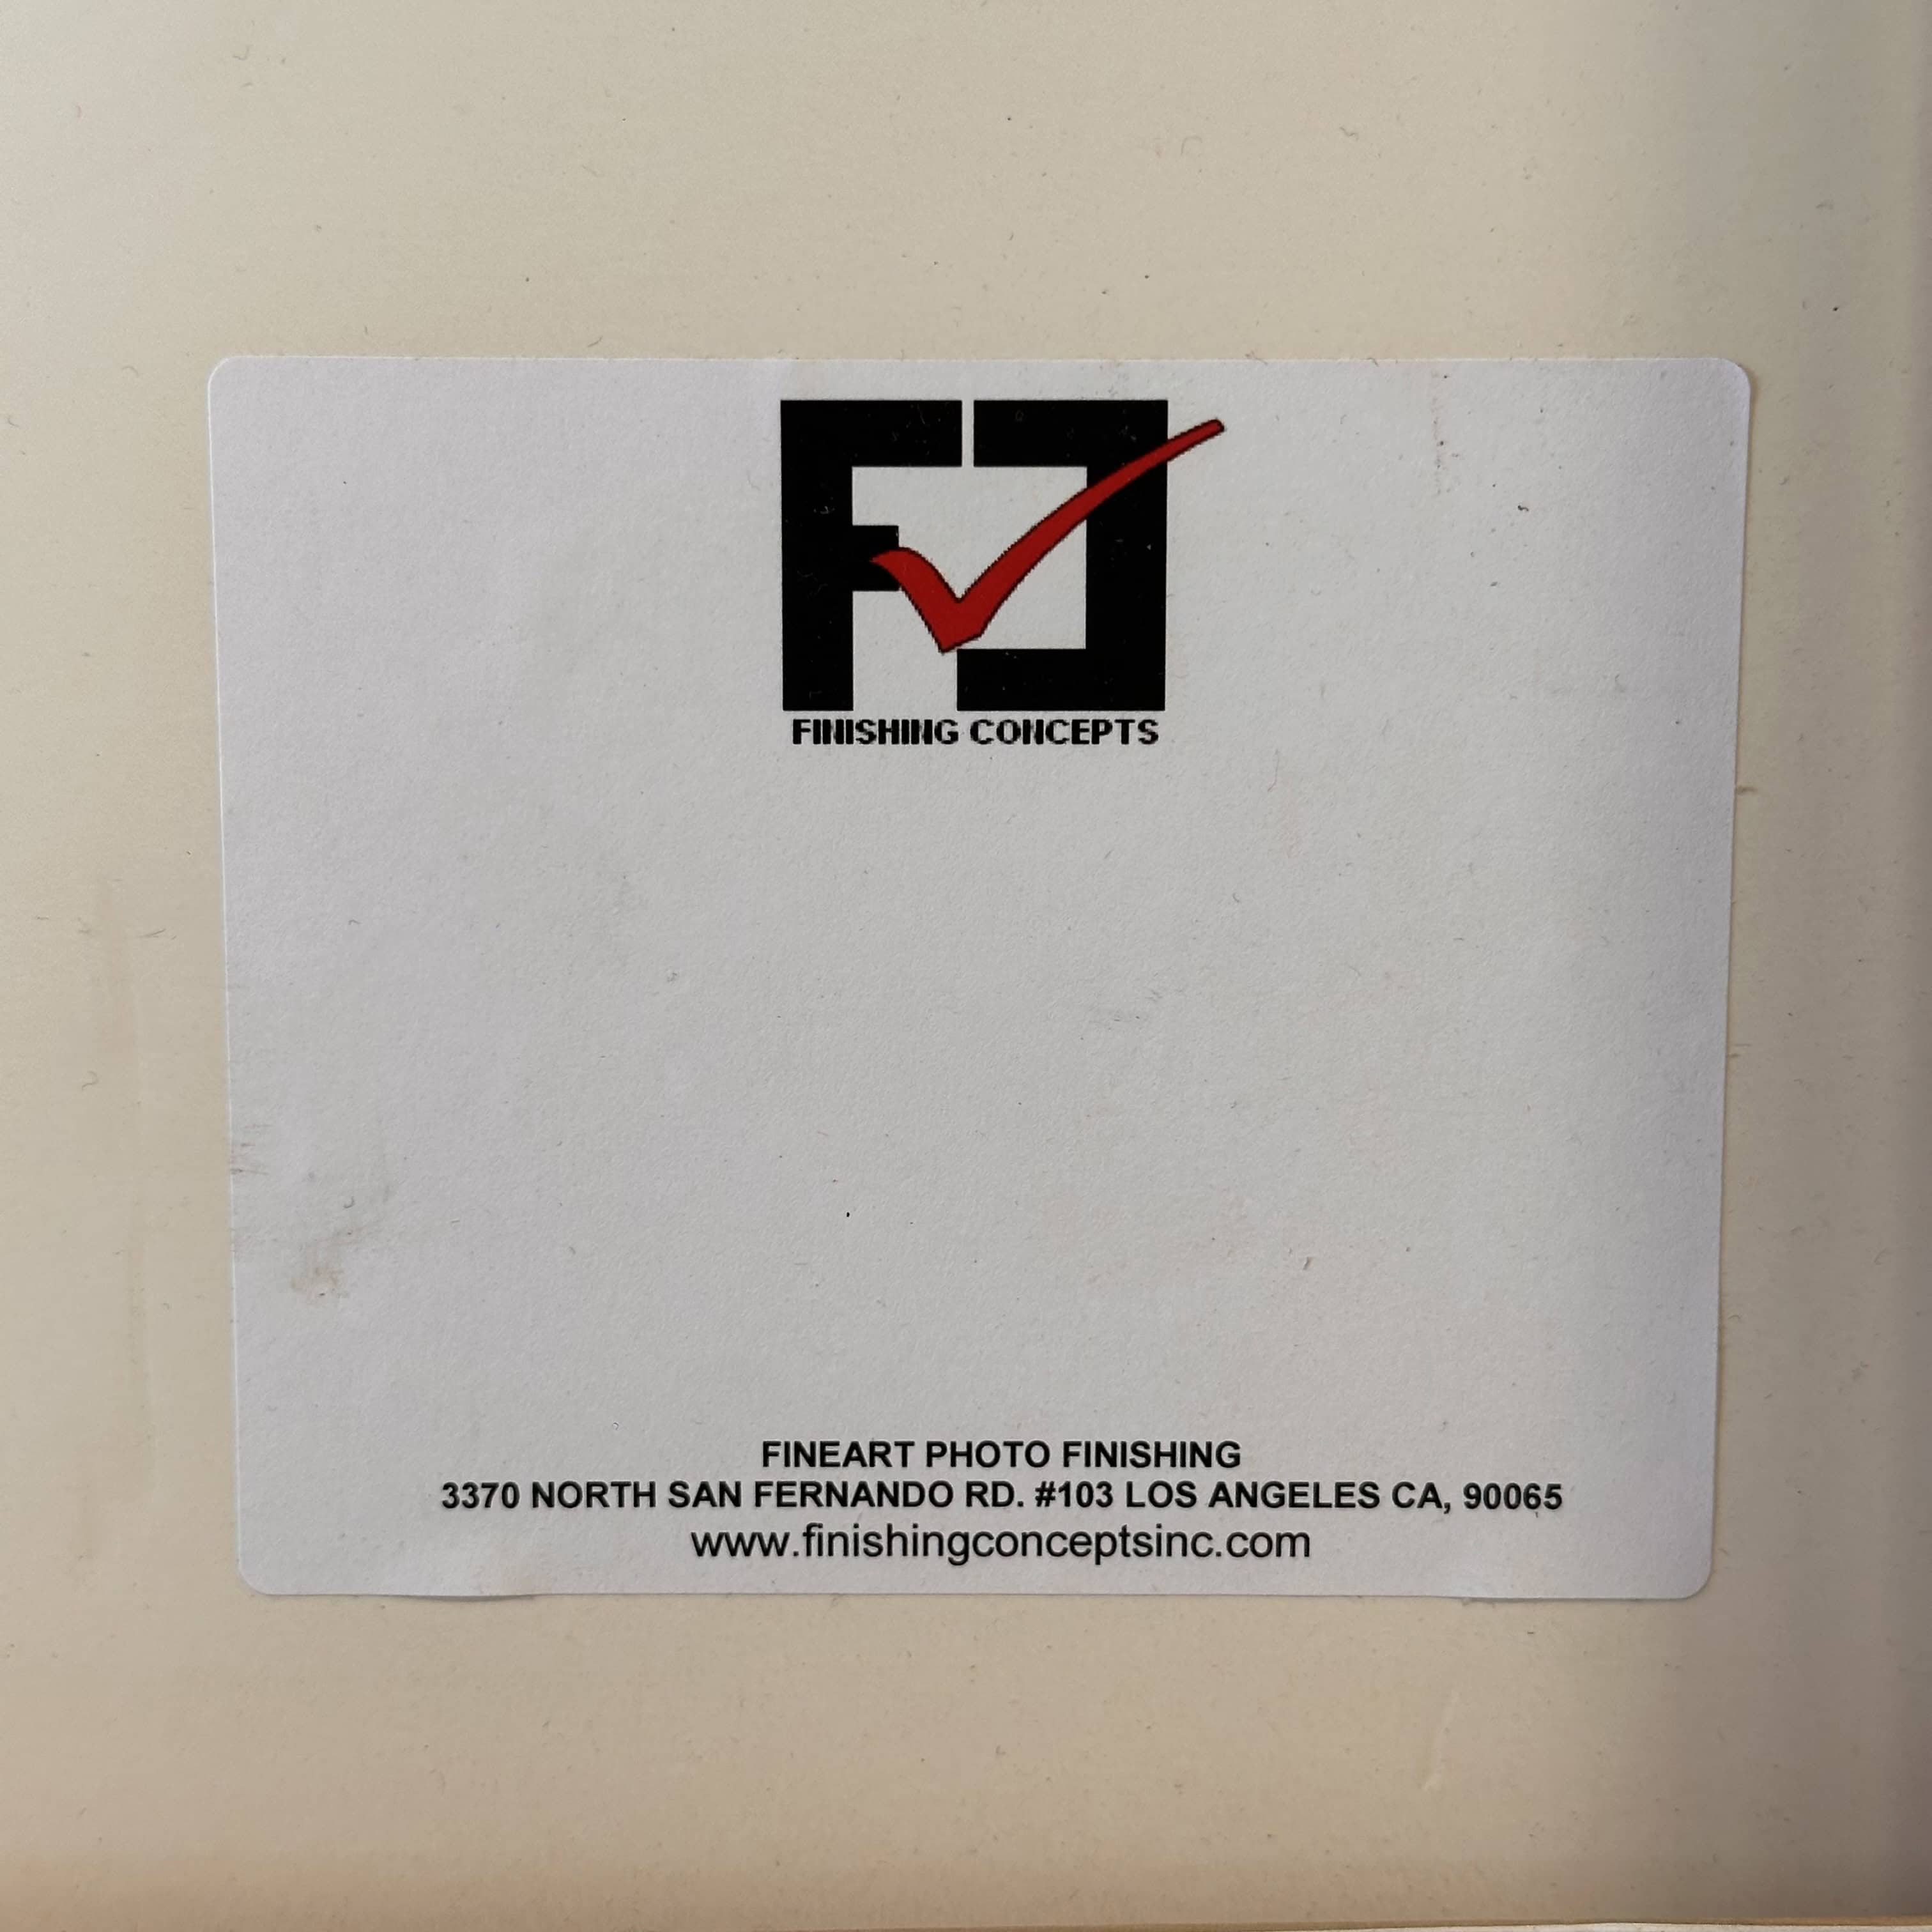 FINISHING CONCEPTS
FINEART PHOTO FINISHING
3370 NORTH SAN FERNANDO RD. #103 LOS ANGELES CA, 90065
www.finishingconceptsinc.com